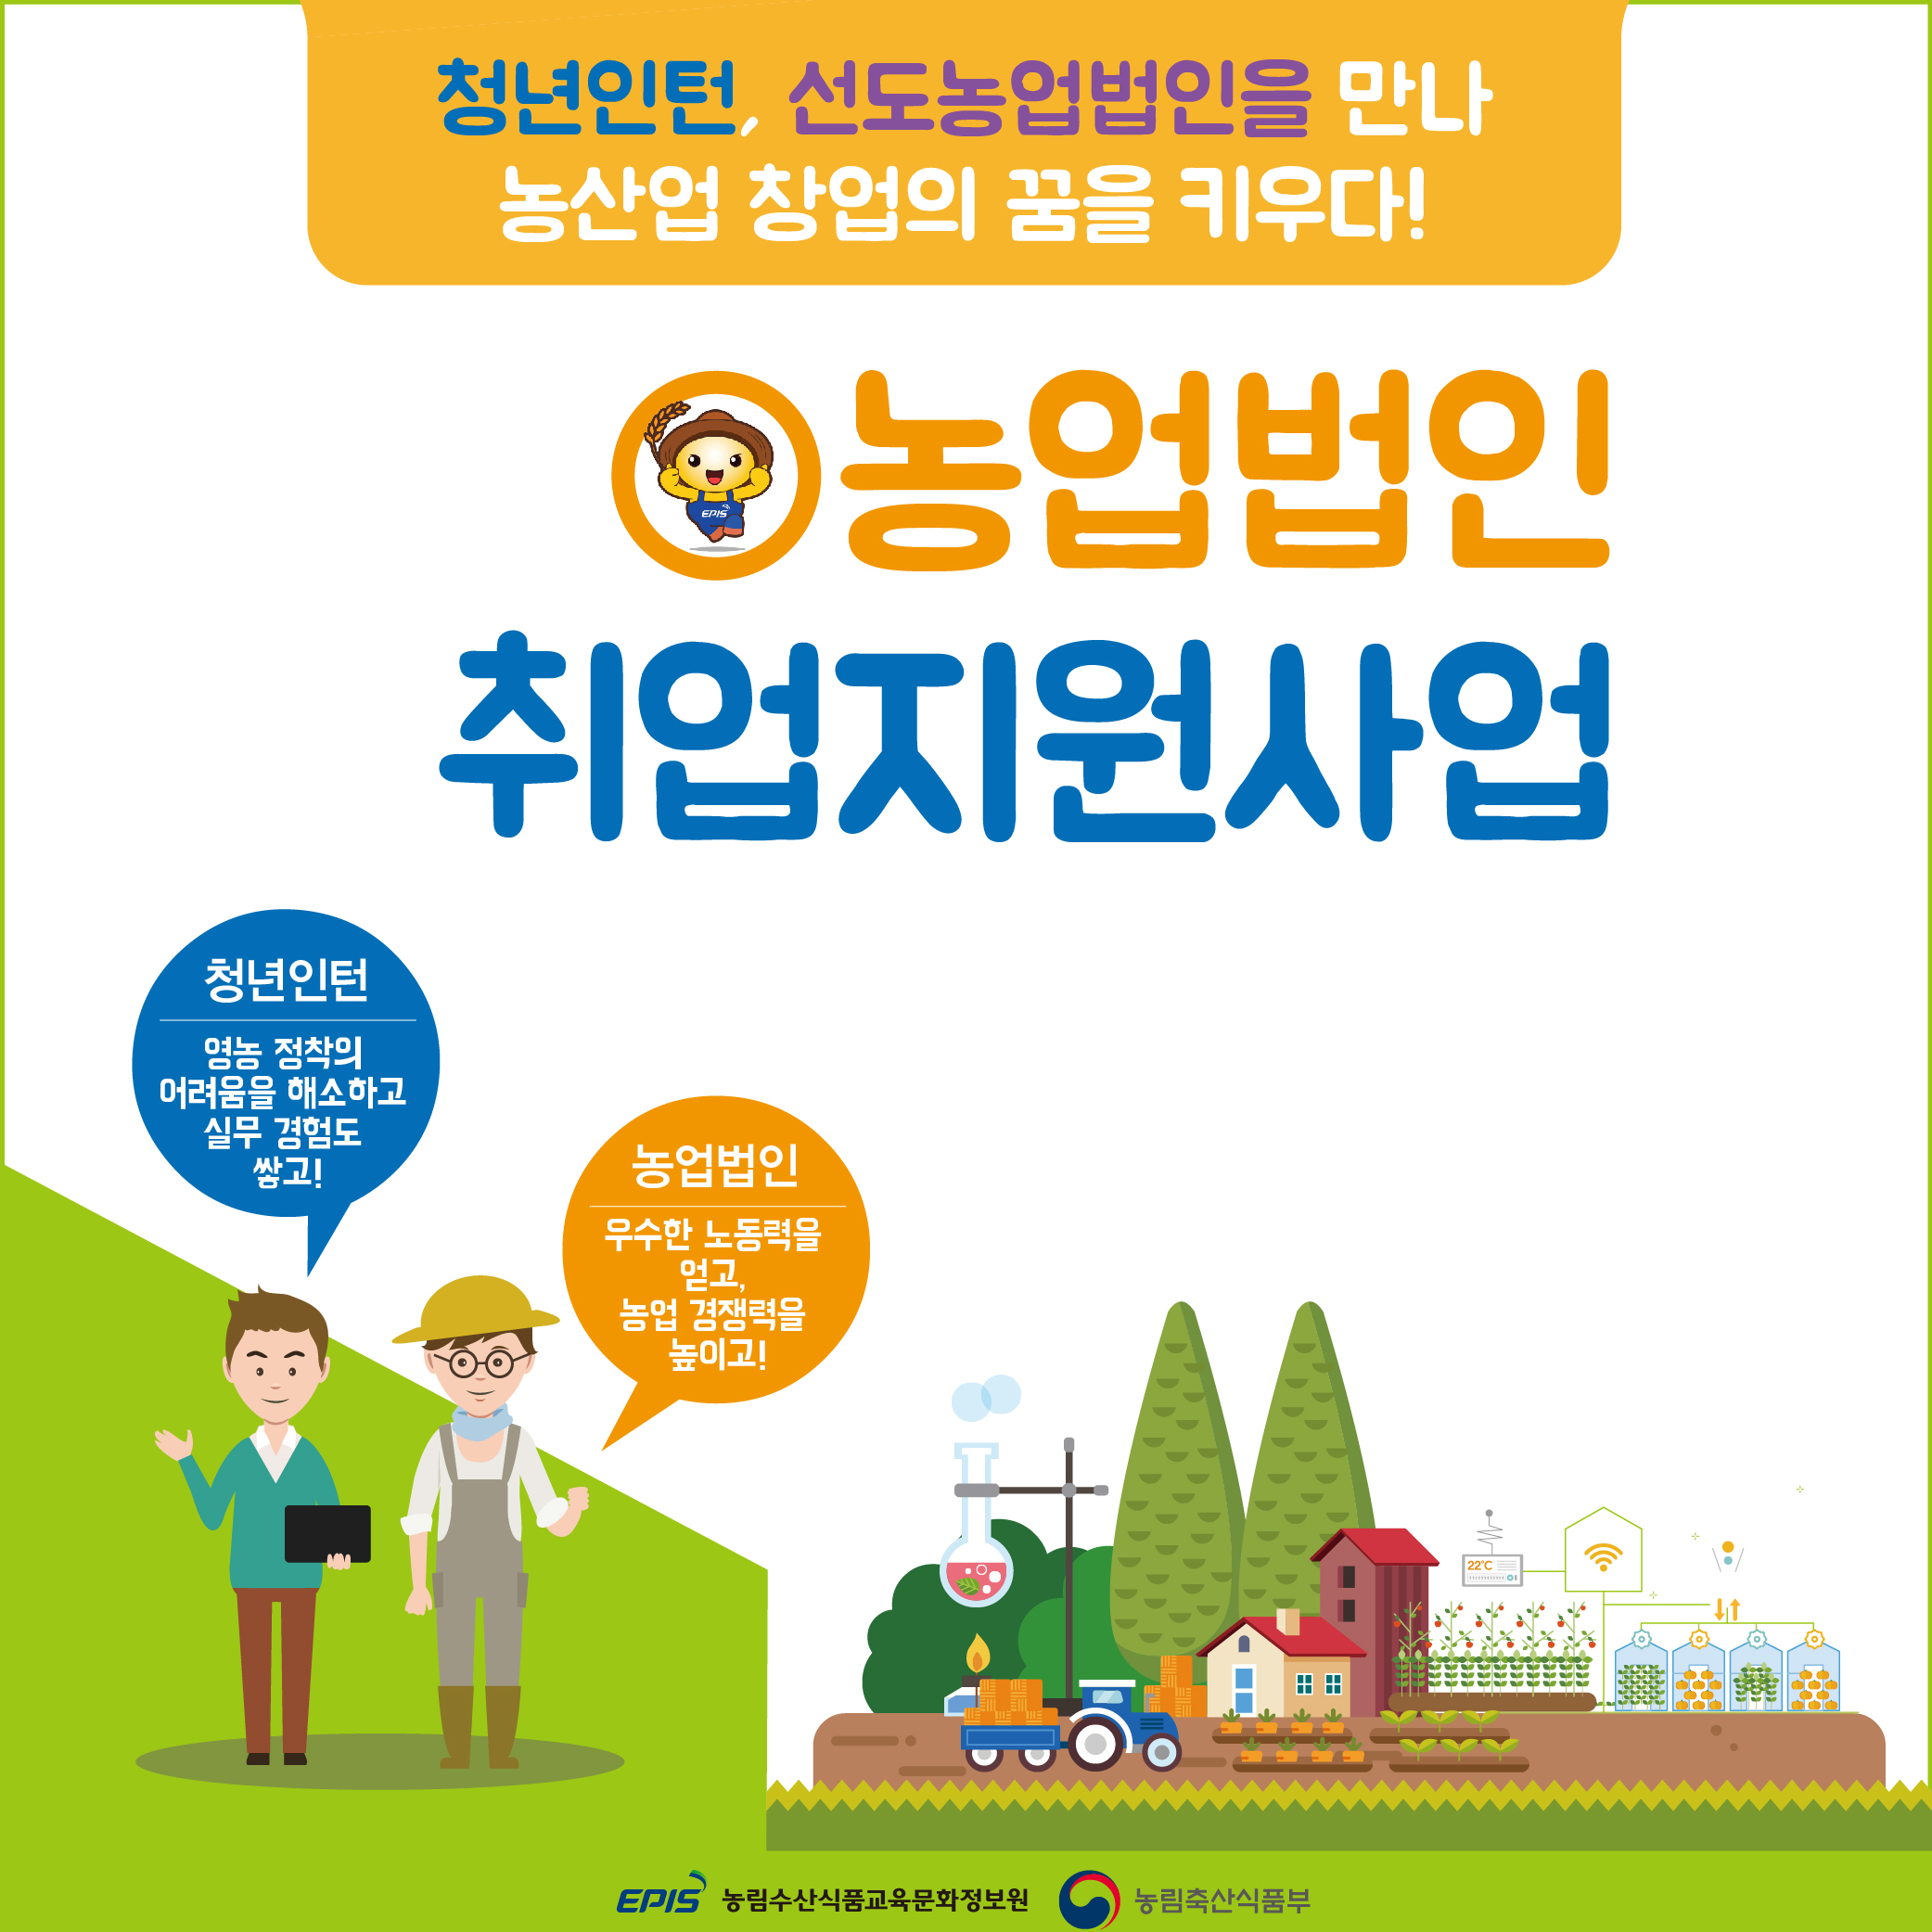 청년인턴, 선도농업법인을 만나
농산업 창업의 꿈을 키우다!
EPIS
농업법인
취업지원사업
청년인턴
영농 정착의
어려움을 해소하고
실무 경험도
쌓고!
농업법인
우수한 노동력을
얻고,
농업 경쟁력을
높이고!
22℃
EPIS 농림수산식품교육문화정보원 농림축산식품부